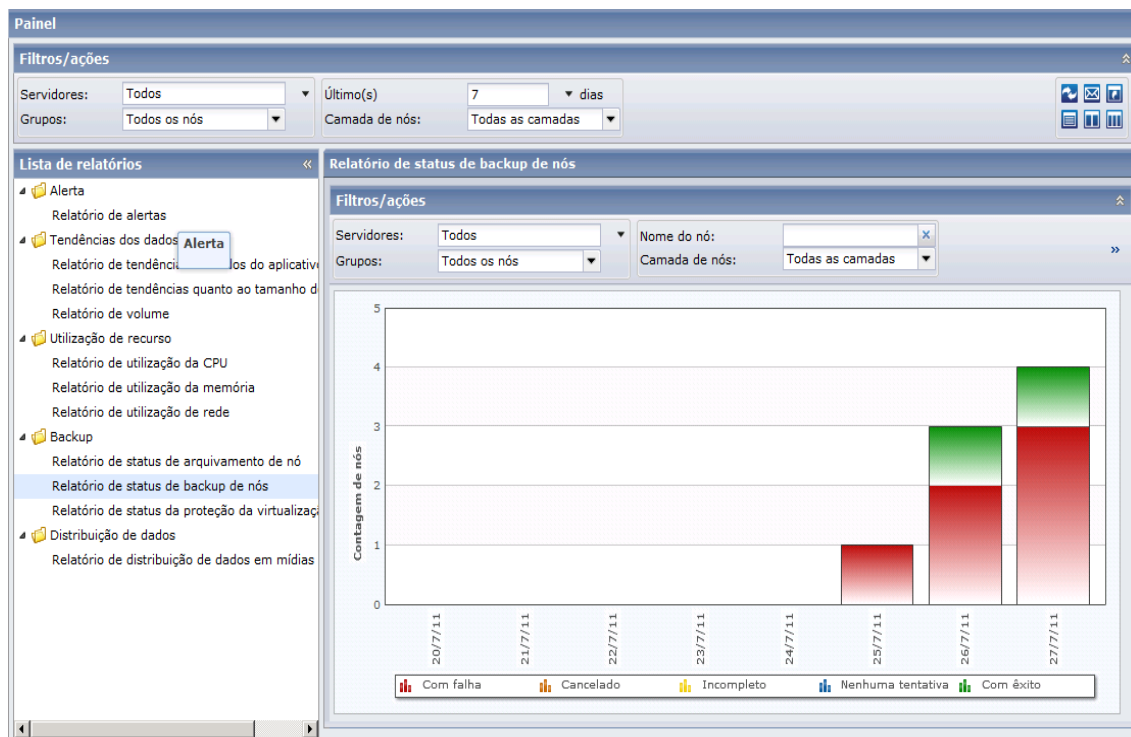 Painel
Filtros/ações
Servidores: Todos Último(s) 7 dias
Grupos: Todos os nós Camada de nós: Todas as camadas
Lista de relatórios
Alerta
Relatório de alertas
Tendências dos dados
Alerta
Relatório de tendência dos do aplicativo
Relatório de tendências quanto ao tamanho d
Relatório de volume
Utilização de recurso
Relatório de utilização da CPU
Relatório de utilização da memória
Relatório de utilização de rede
Backup
Relatório de status de arquivamento de nó
Relatório de status de backup de nós
Relatório de status da proteção da virtualizaçã
Distribuição de dados
Relatório de distribuição de dados em mídias
Relatório de status de backup de nós
Filtros/ações
Servidores: Todos Nome do nó:
Grupos: Todos os nós Camada de nós: Todas as camadas
Contagem de nós
5
4
3
2
1
0
20/7/11 21/7/11 22/7/11 23/7/11 24/7/11 25/7/11 26/7/11 27/7/11
Com falha Cancelado Incompleto Nenhuma tentativa Com êxito